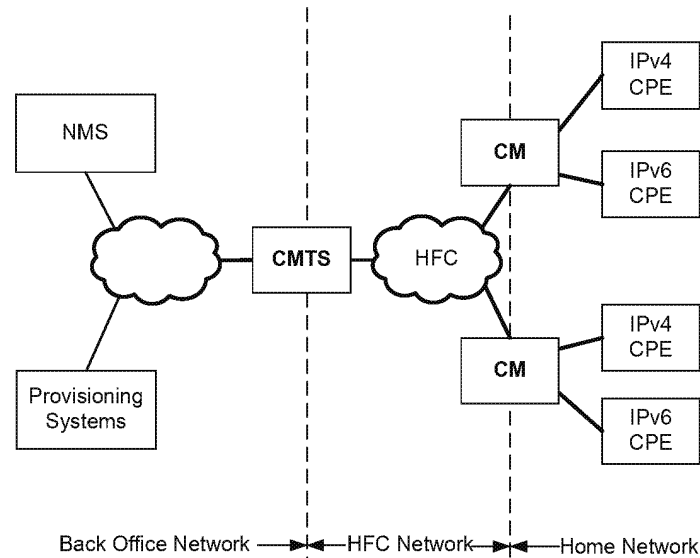 IPv4
CPE
NMS
CM
IPv6
CPE
CMTS
HFC
IPv4
CPE
CM
Provisioning
Systems
IPv6
CPE
Back Office Network
HFC Network
Home Network